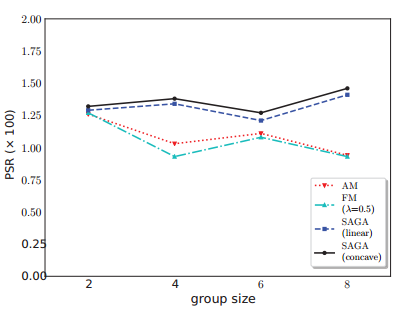 2.00
1.75
1.50
1.25
1.00
0.75
0.50
0.25
0.00
PSR (× 100)
2 4 6 8
group size
AM
FM
(λ=0.5)
SAGA
(linear)
SAGA
(concave)